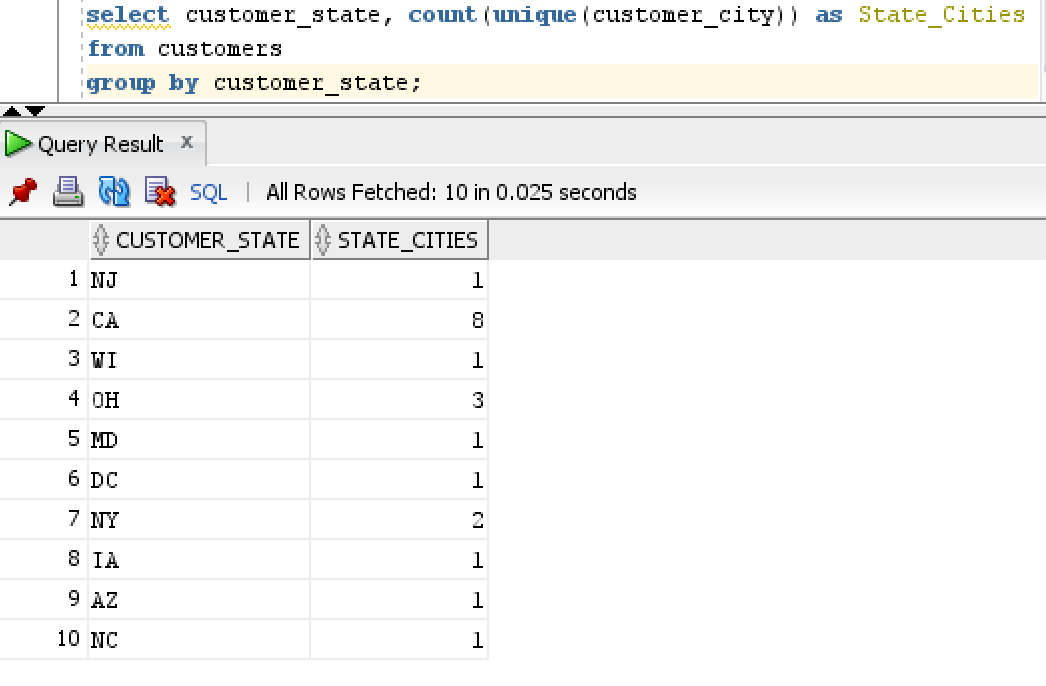 select customer_state, count(unique(customer_city)) as State_Cities
from customers
group by customer_state;
Query Result x
SQL | All Rows Fetched: 10 in 0.025 seconds
CUSTOMER_STATE STATE_CITIES
1 NJ 1
2 CA 8
3 WI 1
4 OH 3
5 MD 1
6 DC 1
7 NY 2
8 IA 1
9 AZ 1
10 NC 1